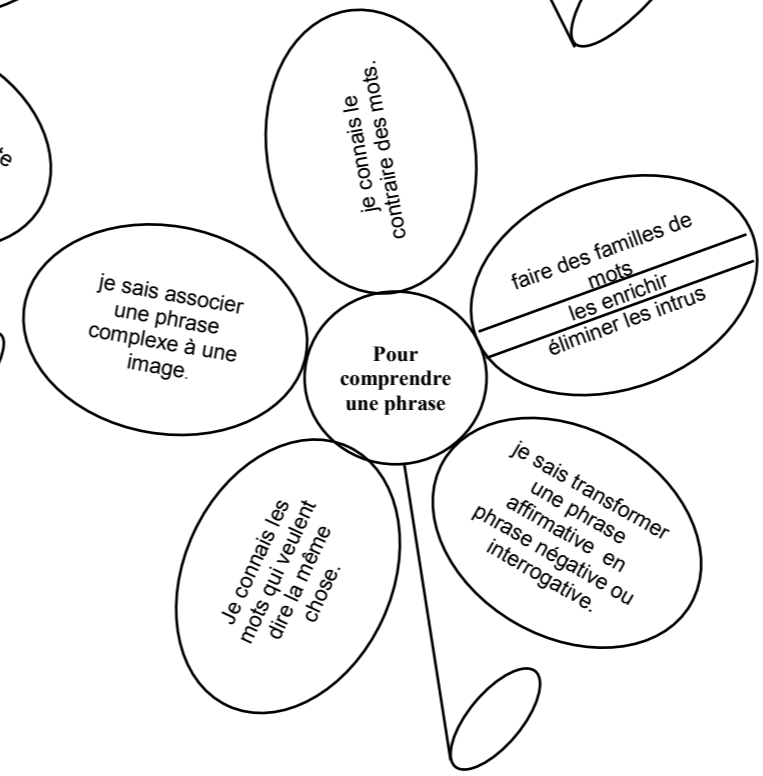 je connais le
contraire des mots.
faire des familles de
mots
les enrichir
éliminer les intrus
je sais associer
une phrase
complexe à une
image.
Pour
comprendre
une phrase
je sais transformer
une phrase
affirmative en
phrase négative ou
interrogative.
Je connais les
mots qui veulent
dire la même
chose.